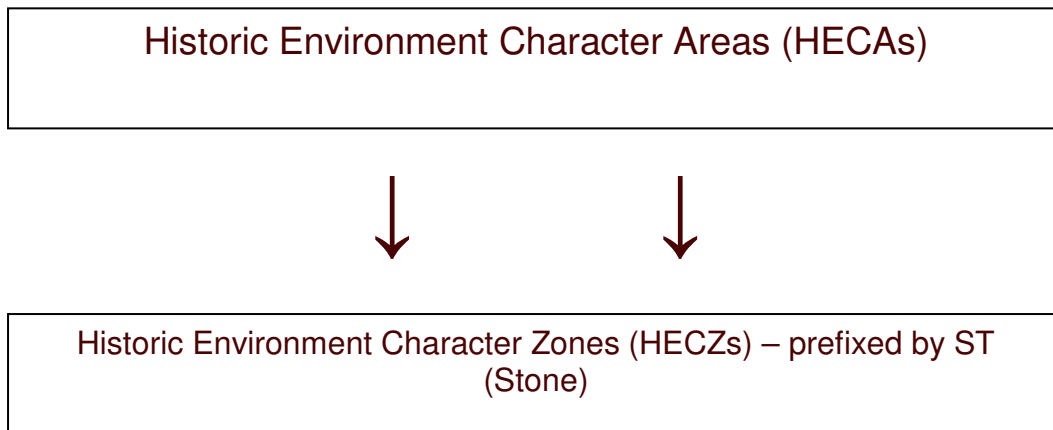 Historic Environment Character Areas (HECAs)
Historic Environment Character Zones (HECZs) – prefixed by ST
(Stone)